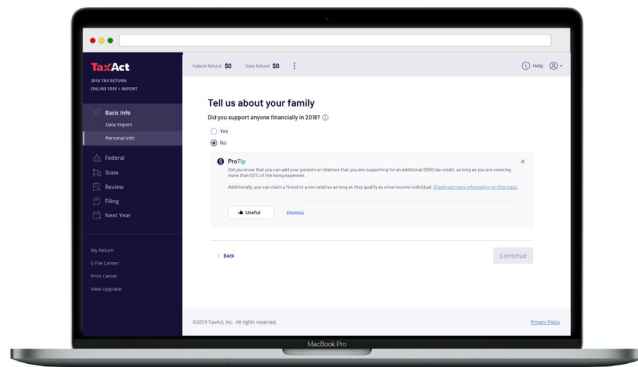 TaxAct
2018 TAX RETURN
ONLINE FREE + IMPORT
Basic Info
Data Import
Personal Info
Federal
State
Review
Filing
Next Year
My Return
E-File Center
Print Center
View Upgrade
Federal Refund $0 State Refund $0
Help
Tell us about your family
Did you support anyone financially in 2018?
Yes
No
ProTip
Did you know that you can add your parents or relatives that you are supporting for an additional $500 tax credit, as long as you are covering
more than 50% of the living expenses.
Additionally, you can claim a friend or a non relative as long as they qualify as a low income individual. Check out more information on this topic.
Useful
Dismiss
Back
Continue
©2019 TaxAct, Inc. All rights reserved.
Privacy Policy
MacBook Pro